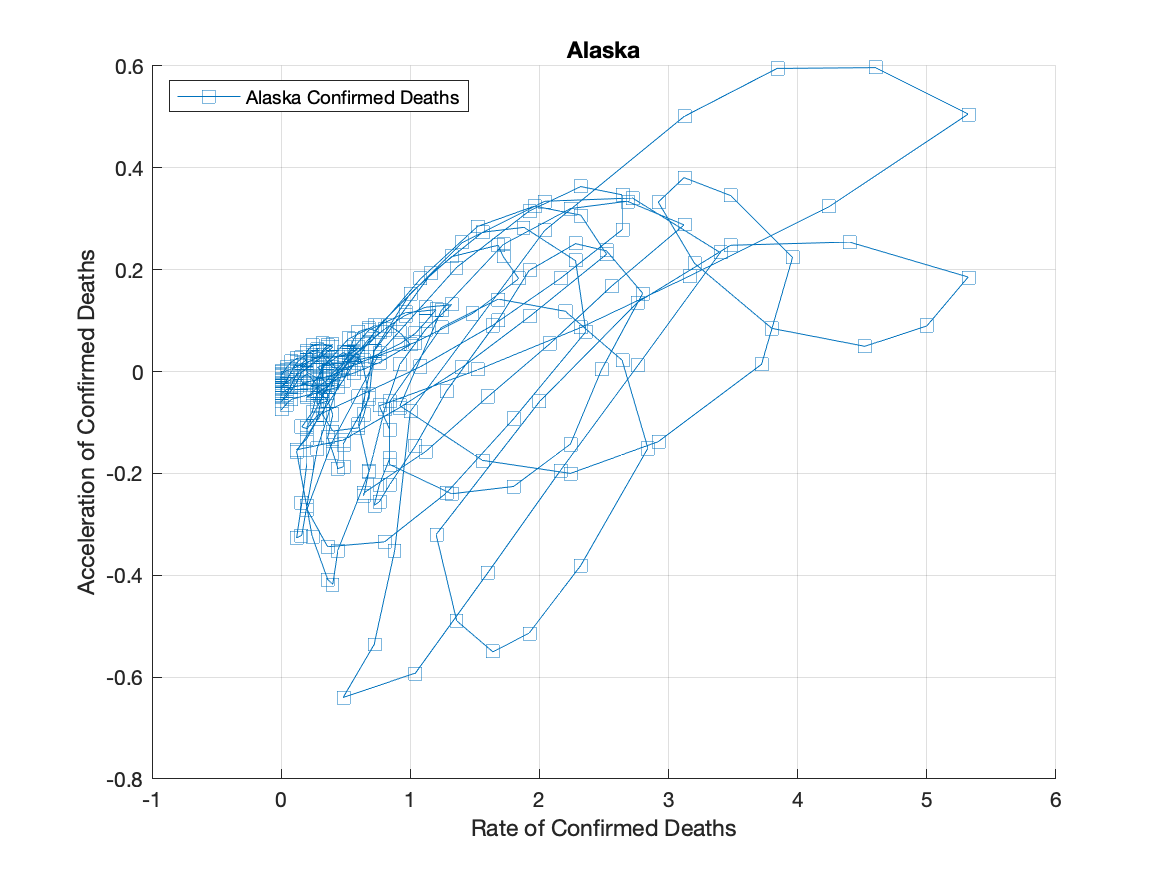 Alaska
Alaska Confirmed Deaths
0.6
0.4
0.2
0
-0.2
-0.4
-0.6
-0.8
Acceleration of Confirmed Deaths
-1 0 1 2 3 4 5 6
Rate of Confirmed Deaths